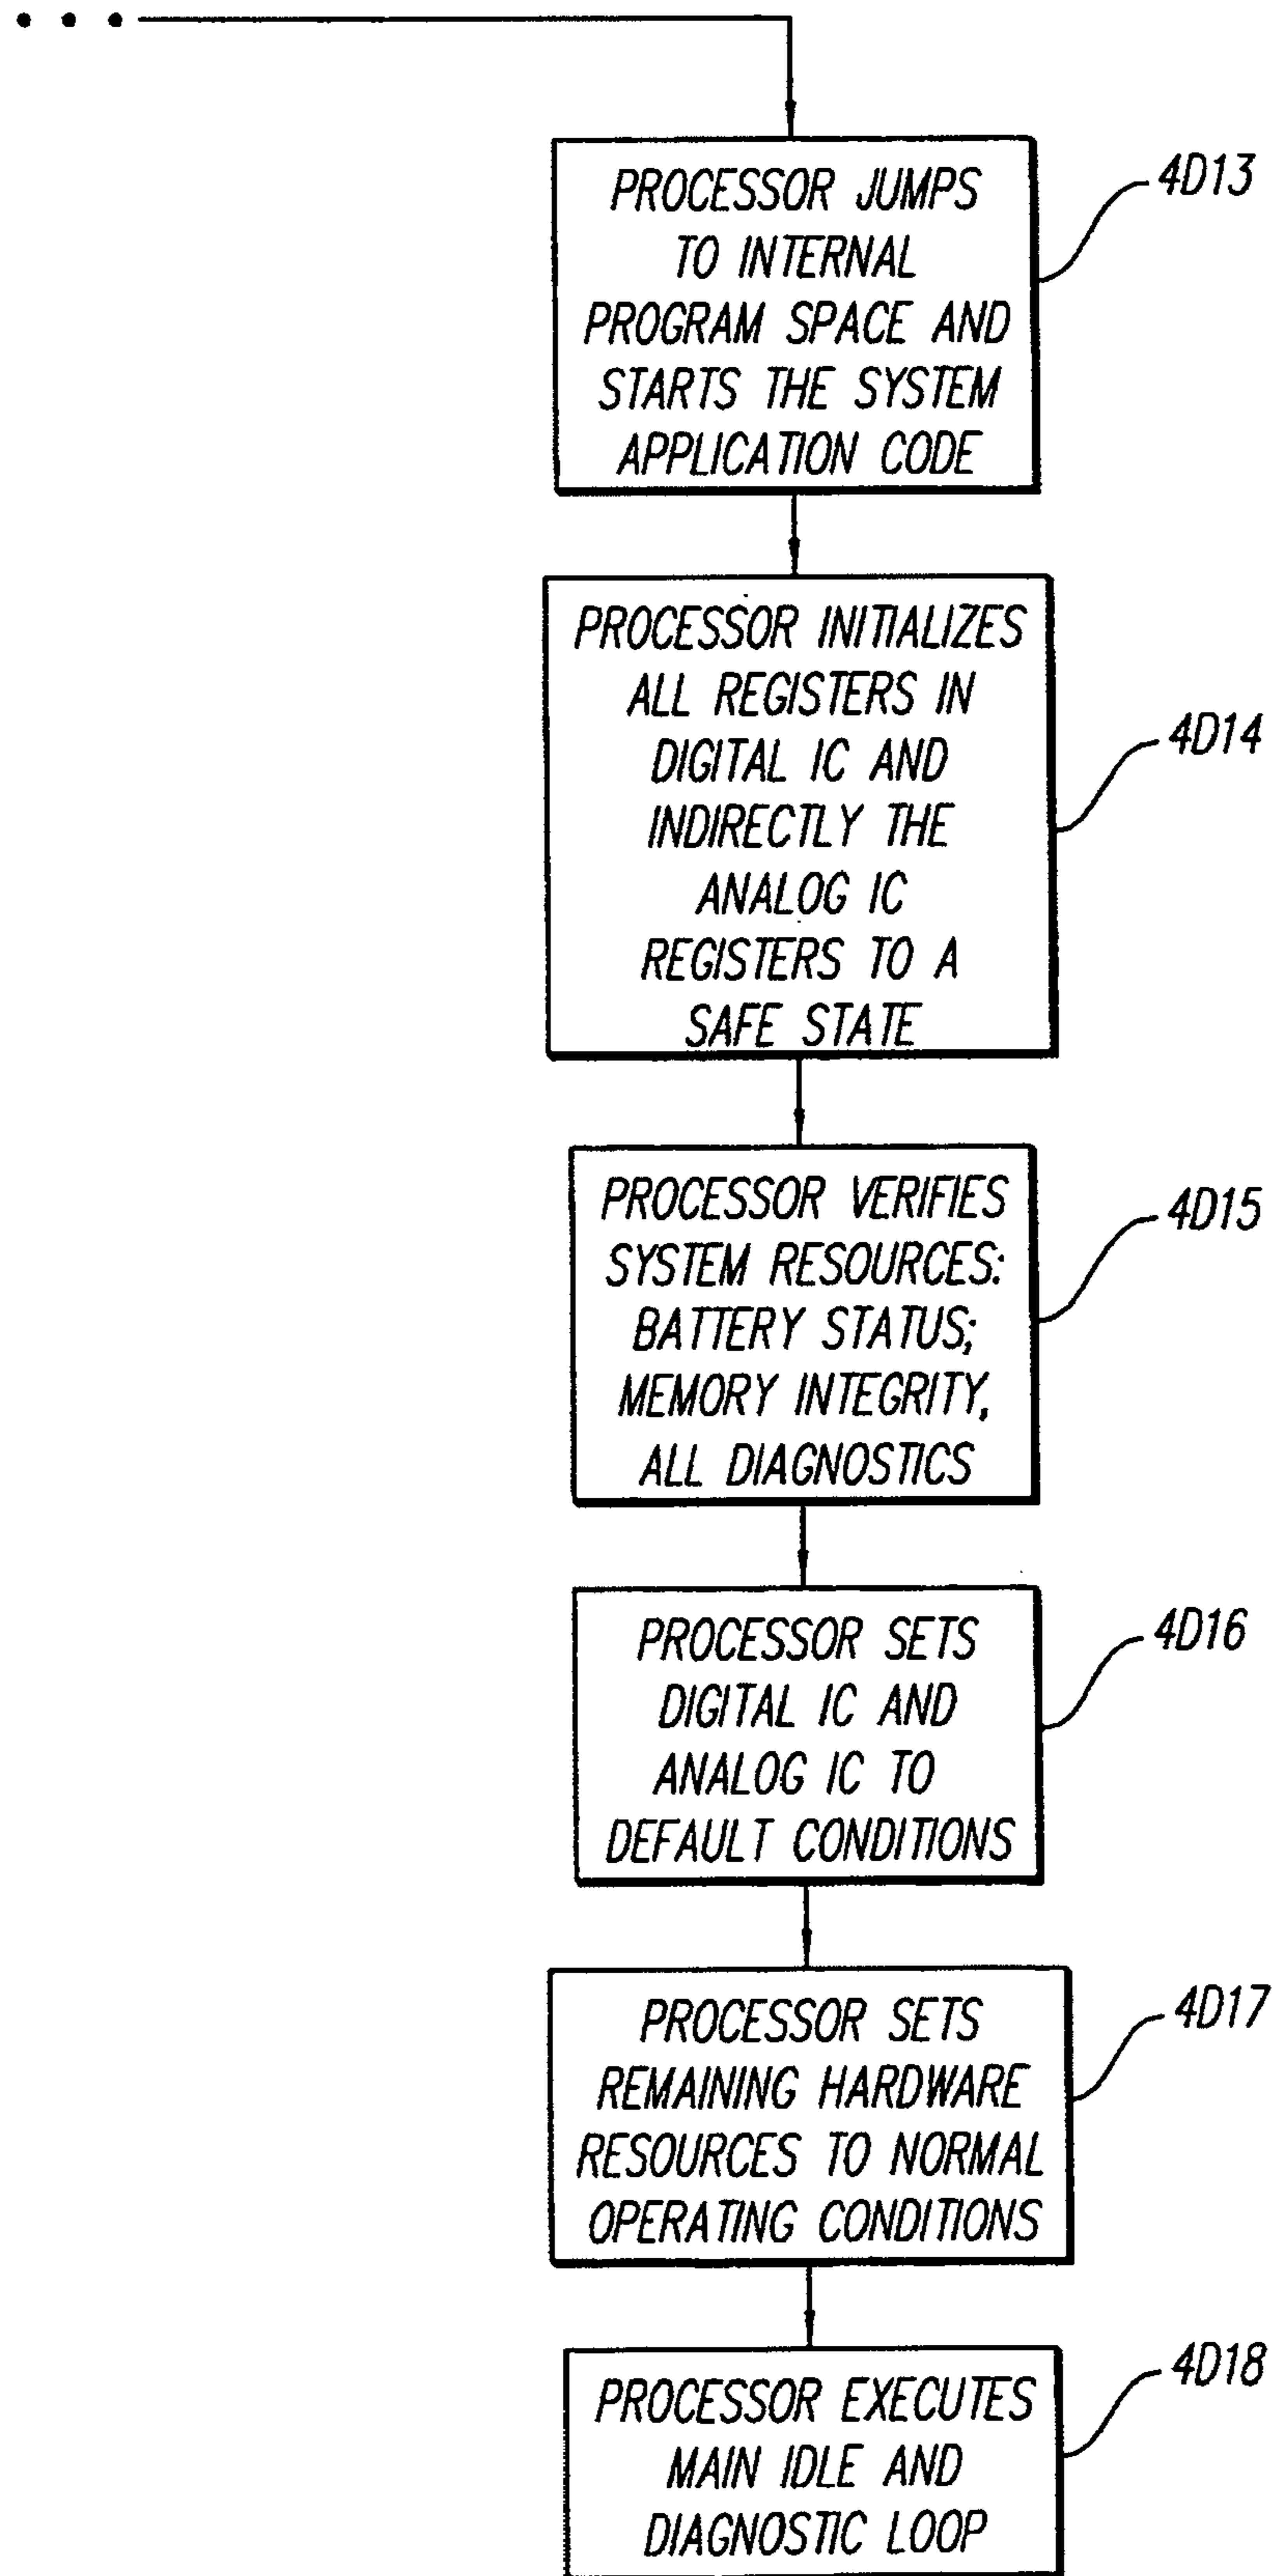 PROCESSOR JUMPS
TO INTERNAL
PROGRAM SPACE AND
STARTS THE SYSTEM
APPLICATION CODE
4D13
PROCESSOR INITIALIZES
ALL REGISTERS IN
DIGITAL IC AND
INDIRECTLY THE
ANALOG IC
REGISTERS TO A
SAFE STATE
4D14
PROCESSOR VERIFIES
SYSTEM RESOURCES:
BATTERY STATUS;
MEMORY INTEGRITY,
ALL DIAGNOSTICS
4D15
PROCESSOR SETS
DIGITAL IC AND
ANALOG IC TO
DEFAULT CONDITIONS
4D16
PROCESSOR SETS
REMAINING HARDWARE
RESOURCES TO NORMAL
OPERATING CONDITIONS
4D17
PROCESSOR EXECUTES
MAIN IDLE AND
DIAGNOSTIC LOOP
4D18